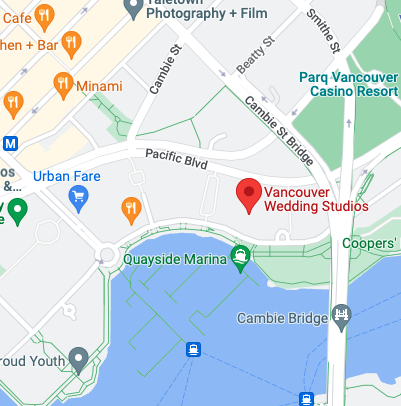 Yaletown
Photography + Film
Cafe
Smithe St
hen + Bar
Cambie St
Beatty St
Parq Vancouver
Casino Resort
Minami
Cambie St Bridge
M
Pacific Blvd
os
& ...
Urban Fare
Vancouver
Wedding Studios
y
e
Coopers'
Quayside Marina
Cambie Bridge
roud Youth